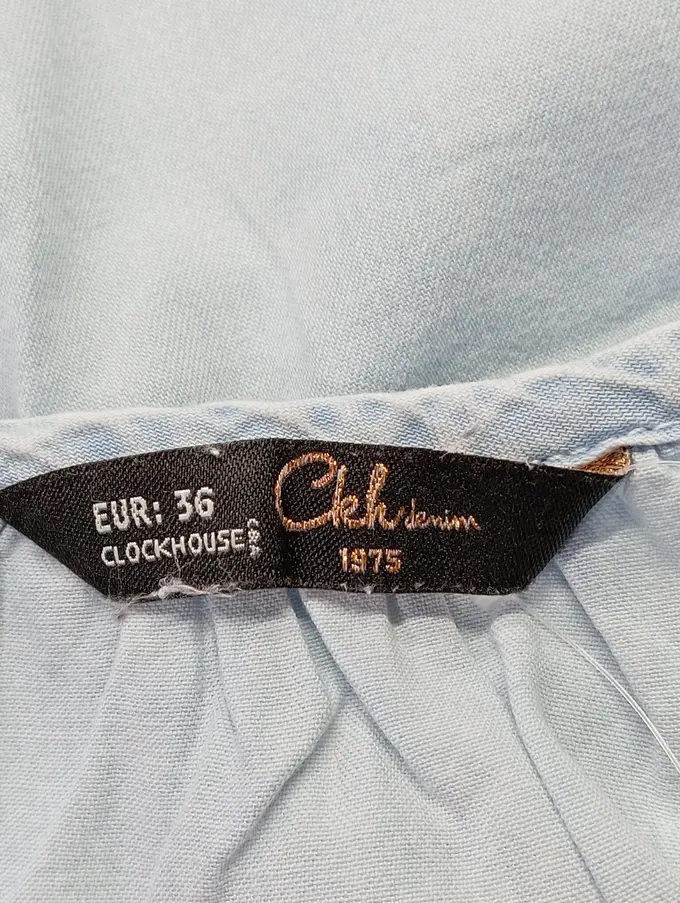 EUR: 36
CLOCKHOUSE
C&A
Ckh denim
1975